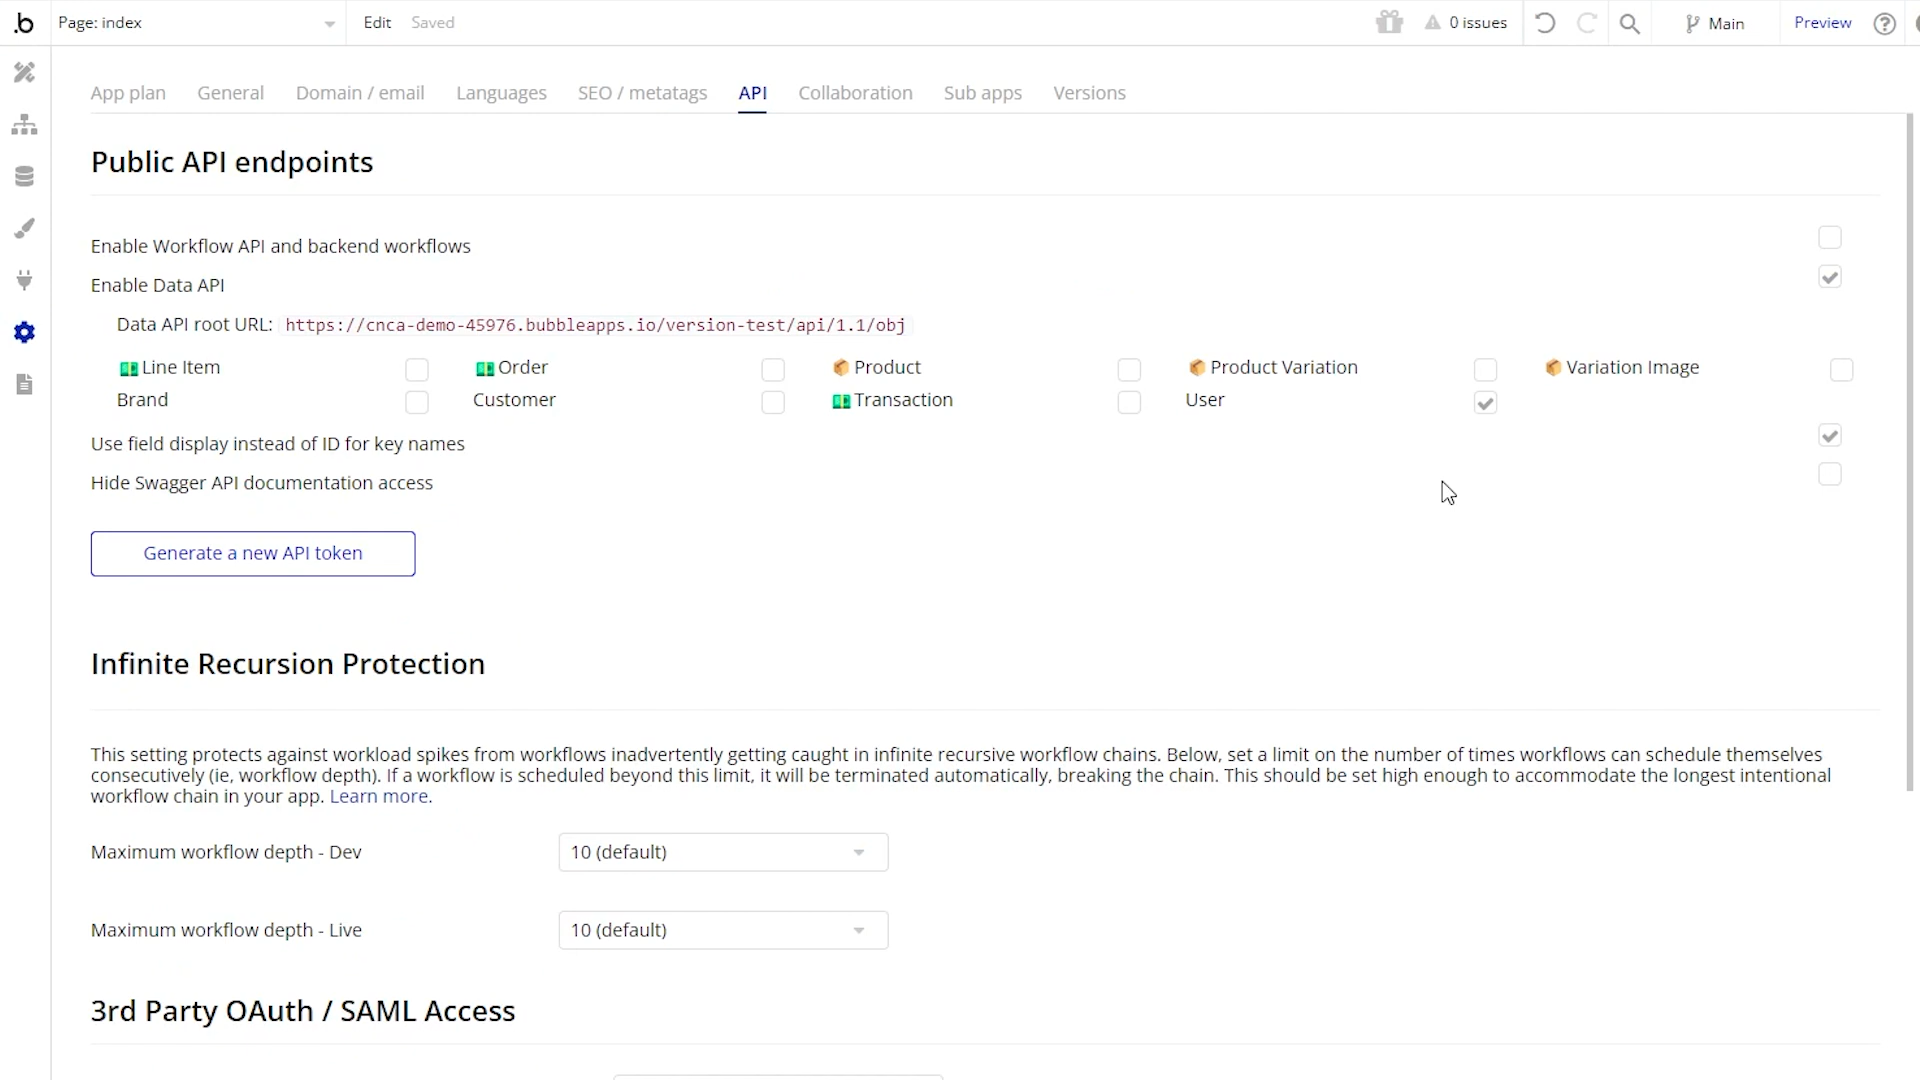 .b Page: index Edit Saved 0 issues Main Preview
App plan General Domain / email Languages SEO / metatags API Collaboration Sub apps Versions
Public API endpoints
Enable Workflow API and backend workflows
Enable Data API
Data API root URL: https://cnca-demo-45976.bubbleapps.io/version-test/api/1.1/obj
Line Item Order Product Product Variation Variation Image
Brand Customer Transaction User
Use field display instead of ID for key names
Hide Swagger API documentation access
Generate a new API token
Infinite Recursion Protection
This setting protects against workload spikes from workflows inadvertently getting caught in infinite recursive workflow chains. Below, set a limit on the number of times workflows can schedule themselves
consecutively (ie, workflow depth). If a workflow is scheduled beyond this limit, it will be terminated automatically, breaking the chain. This should be set high enough to accommodate the longest intentional
workflow chain in your app. Learn more.
Maximum workflow depth - Dev 10 (default)
Maximum workflow depth - Live 10 (default)
3rd Party OAuth / SAML Access